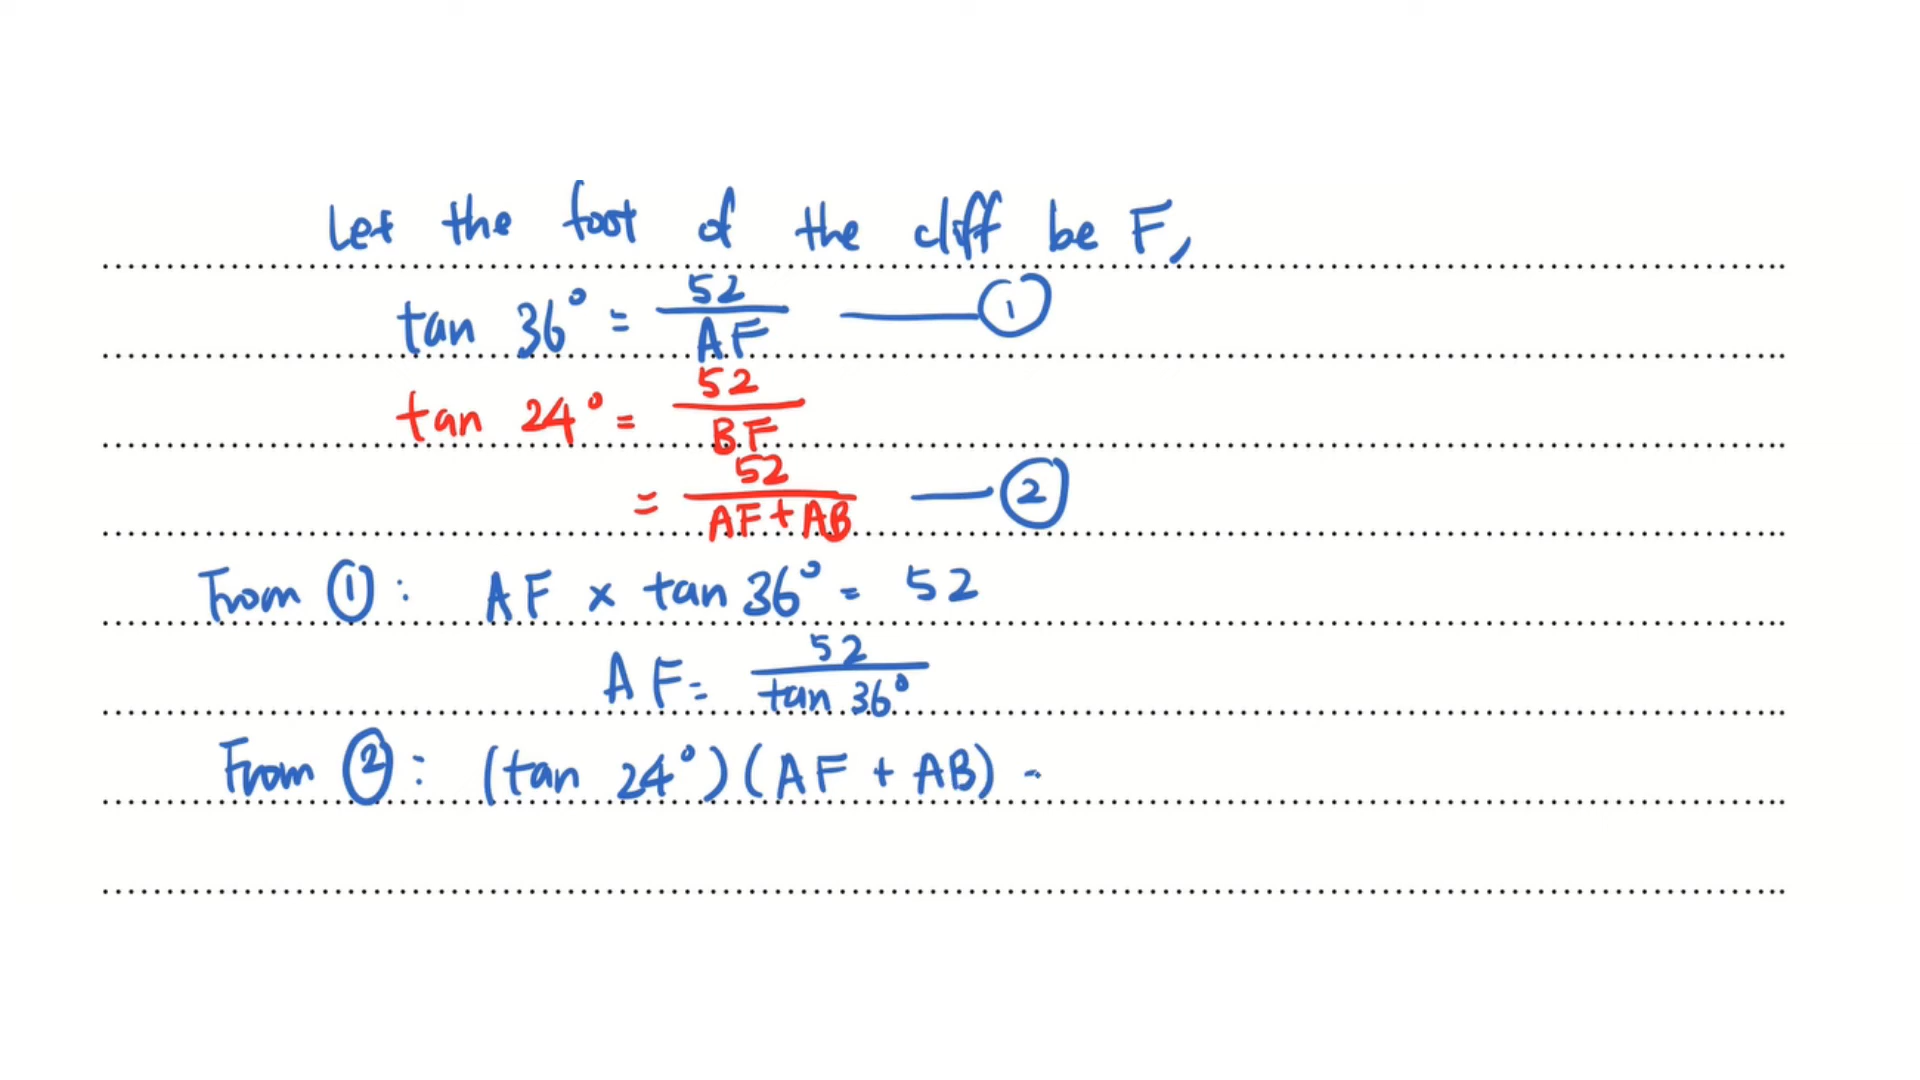 Let the foot of the cliff be F,
tan 36° = 52/AF —— ①
tan 24° = 52/BF
= 52/(AF+AB) —— ②
From ①: AF × tan 36° = 52
AF = 52/tan 36°
From ②: (tan 24°)(AF + AB) -